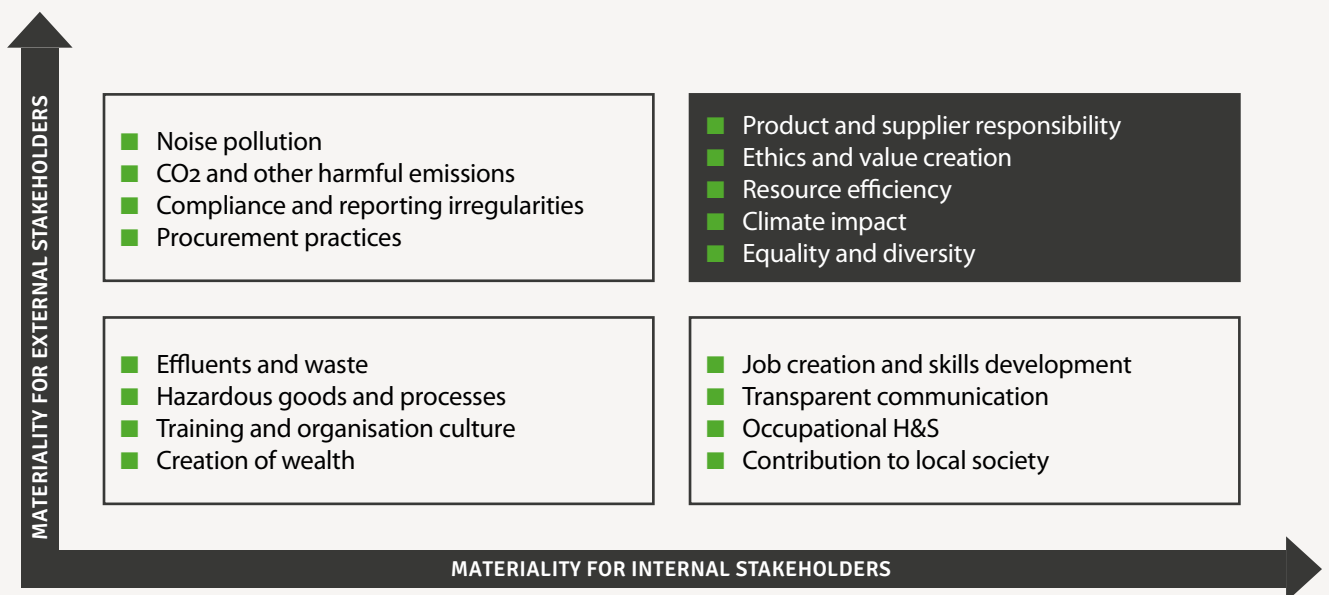 MATERIALITY FOR EXTERNAL STAKEHOLDERS
Noise pollution
CO2 and other harmful emissions
Compliance and reporting irregularities
Procurement practices
Product and supplier responsibility
Ethics and value creation
Resource efficiency
Climate impact
Equality and diversity
Effluents and waste
Hazardous goods and processes
Training and organisation culture
Creation of wealth
Job creation and skills development
Transparent communication
Occupational H&S
Contribution to local society
MATERIALITY FOR INTERNAL STAKEHOLDERS